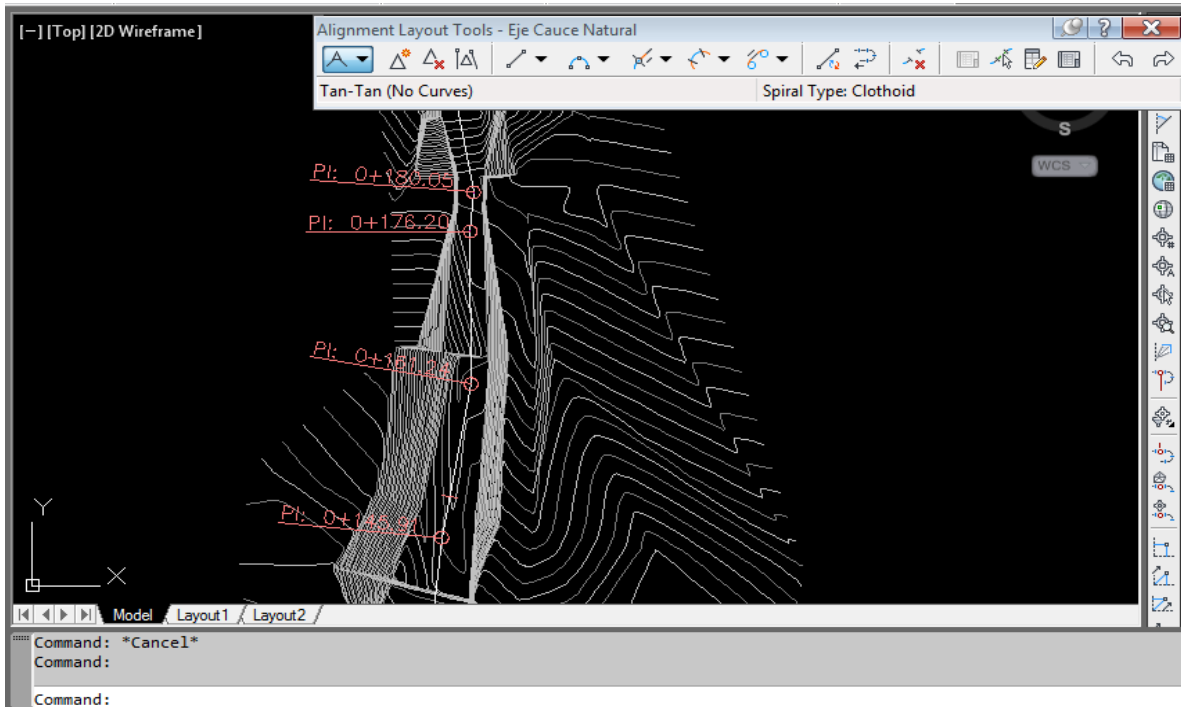 [−] [Top] [2D Wireframe]
Alignment Layout Tools - Eje Cauce Natural
Tan-Tan (No Curves)
Spiral Type: Clothoid
S
WCS
PI: 0+180.05
PI: 0+176.20
PI: 0+161.24
PI: 0+145.91
Y
X
Model Layout1 Layout2
Command: *Cancel*
Command:
Command: